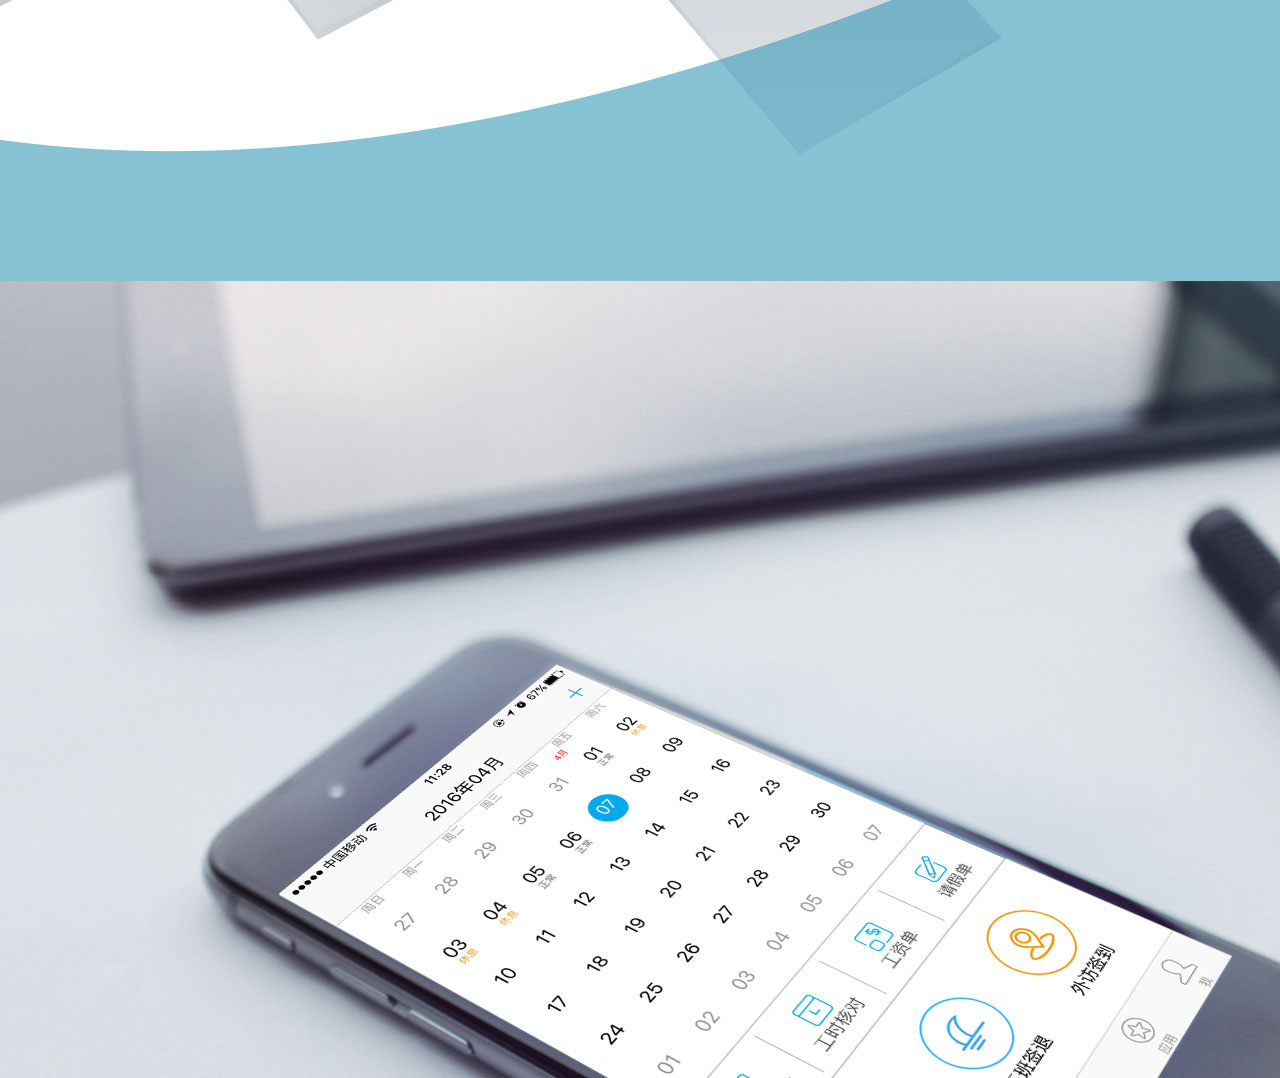 ●●●●● 中国移动 11:28 67%
2016年04月
周日 周一 周二 周三 周四 周五 周六
27 28 29 30 31 4月 01 正常 02 休息
03 休息 04 休息 05 正常 06 正常 07 08 09
10 11 12 13 14 15 16
17 18 19 20 21 22 23
24 25 26 27 28 29 30
01 02 03 04 05 06 07
工时核对 工资单 请假单
班签退 外访签到
应用 我